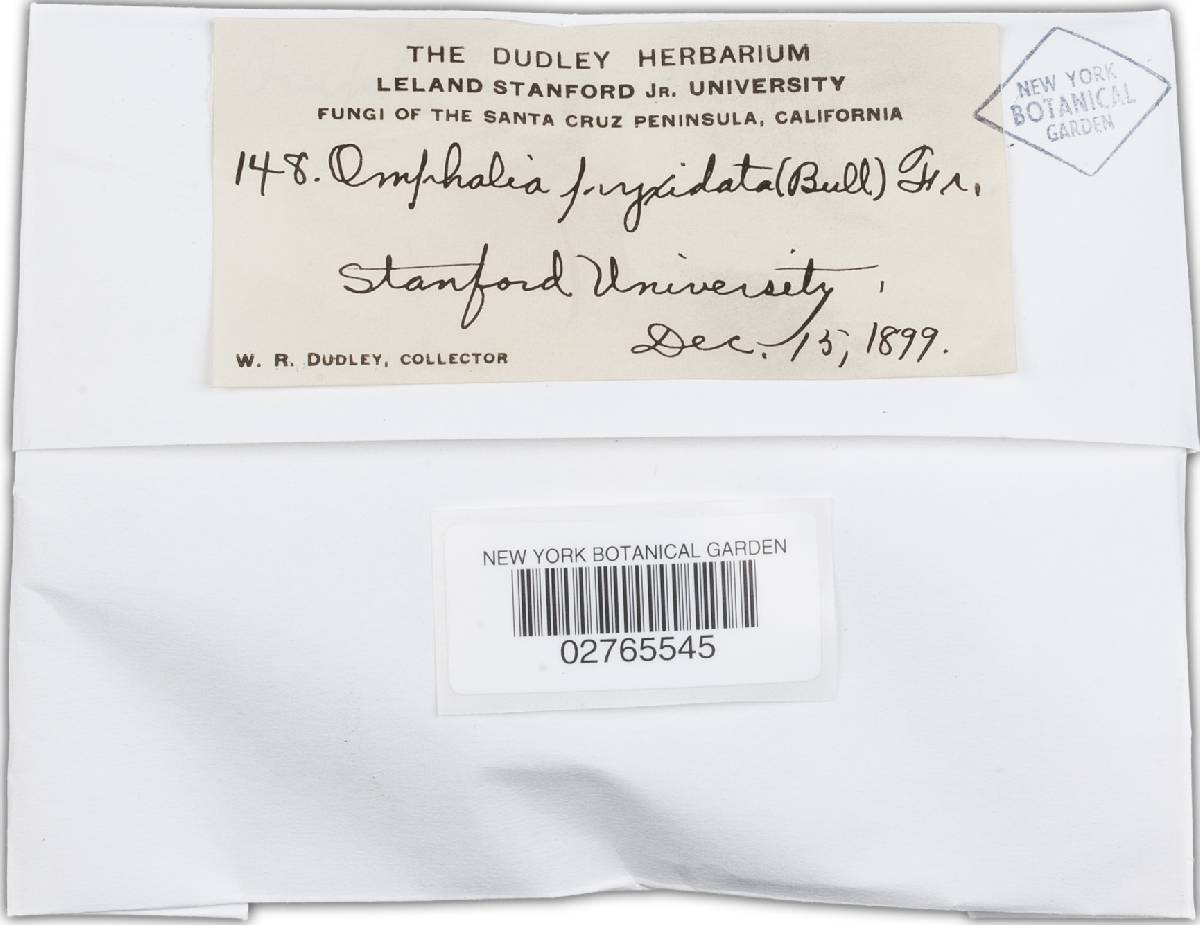 THE DUDLEY HERBARIUM
LELAND STANFORD JR. UNIVERSITY
FUNGI OF THE SANTA CRUZ PENINSULA, CALIFORNIA
148. Omphalia pyxidata (Bull) Fr.
Stanford University,
Dec. 15, 1899.
W. R. DUDLEY, COLLECTOR
NEW YORK
BOTANICAL
GARDEN
NEW YORK BOTANICAL GARDEN
02765545